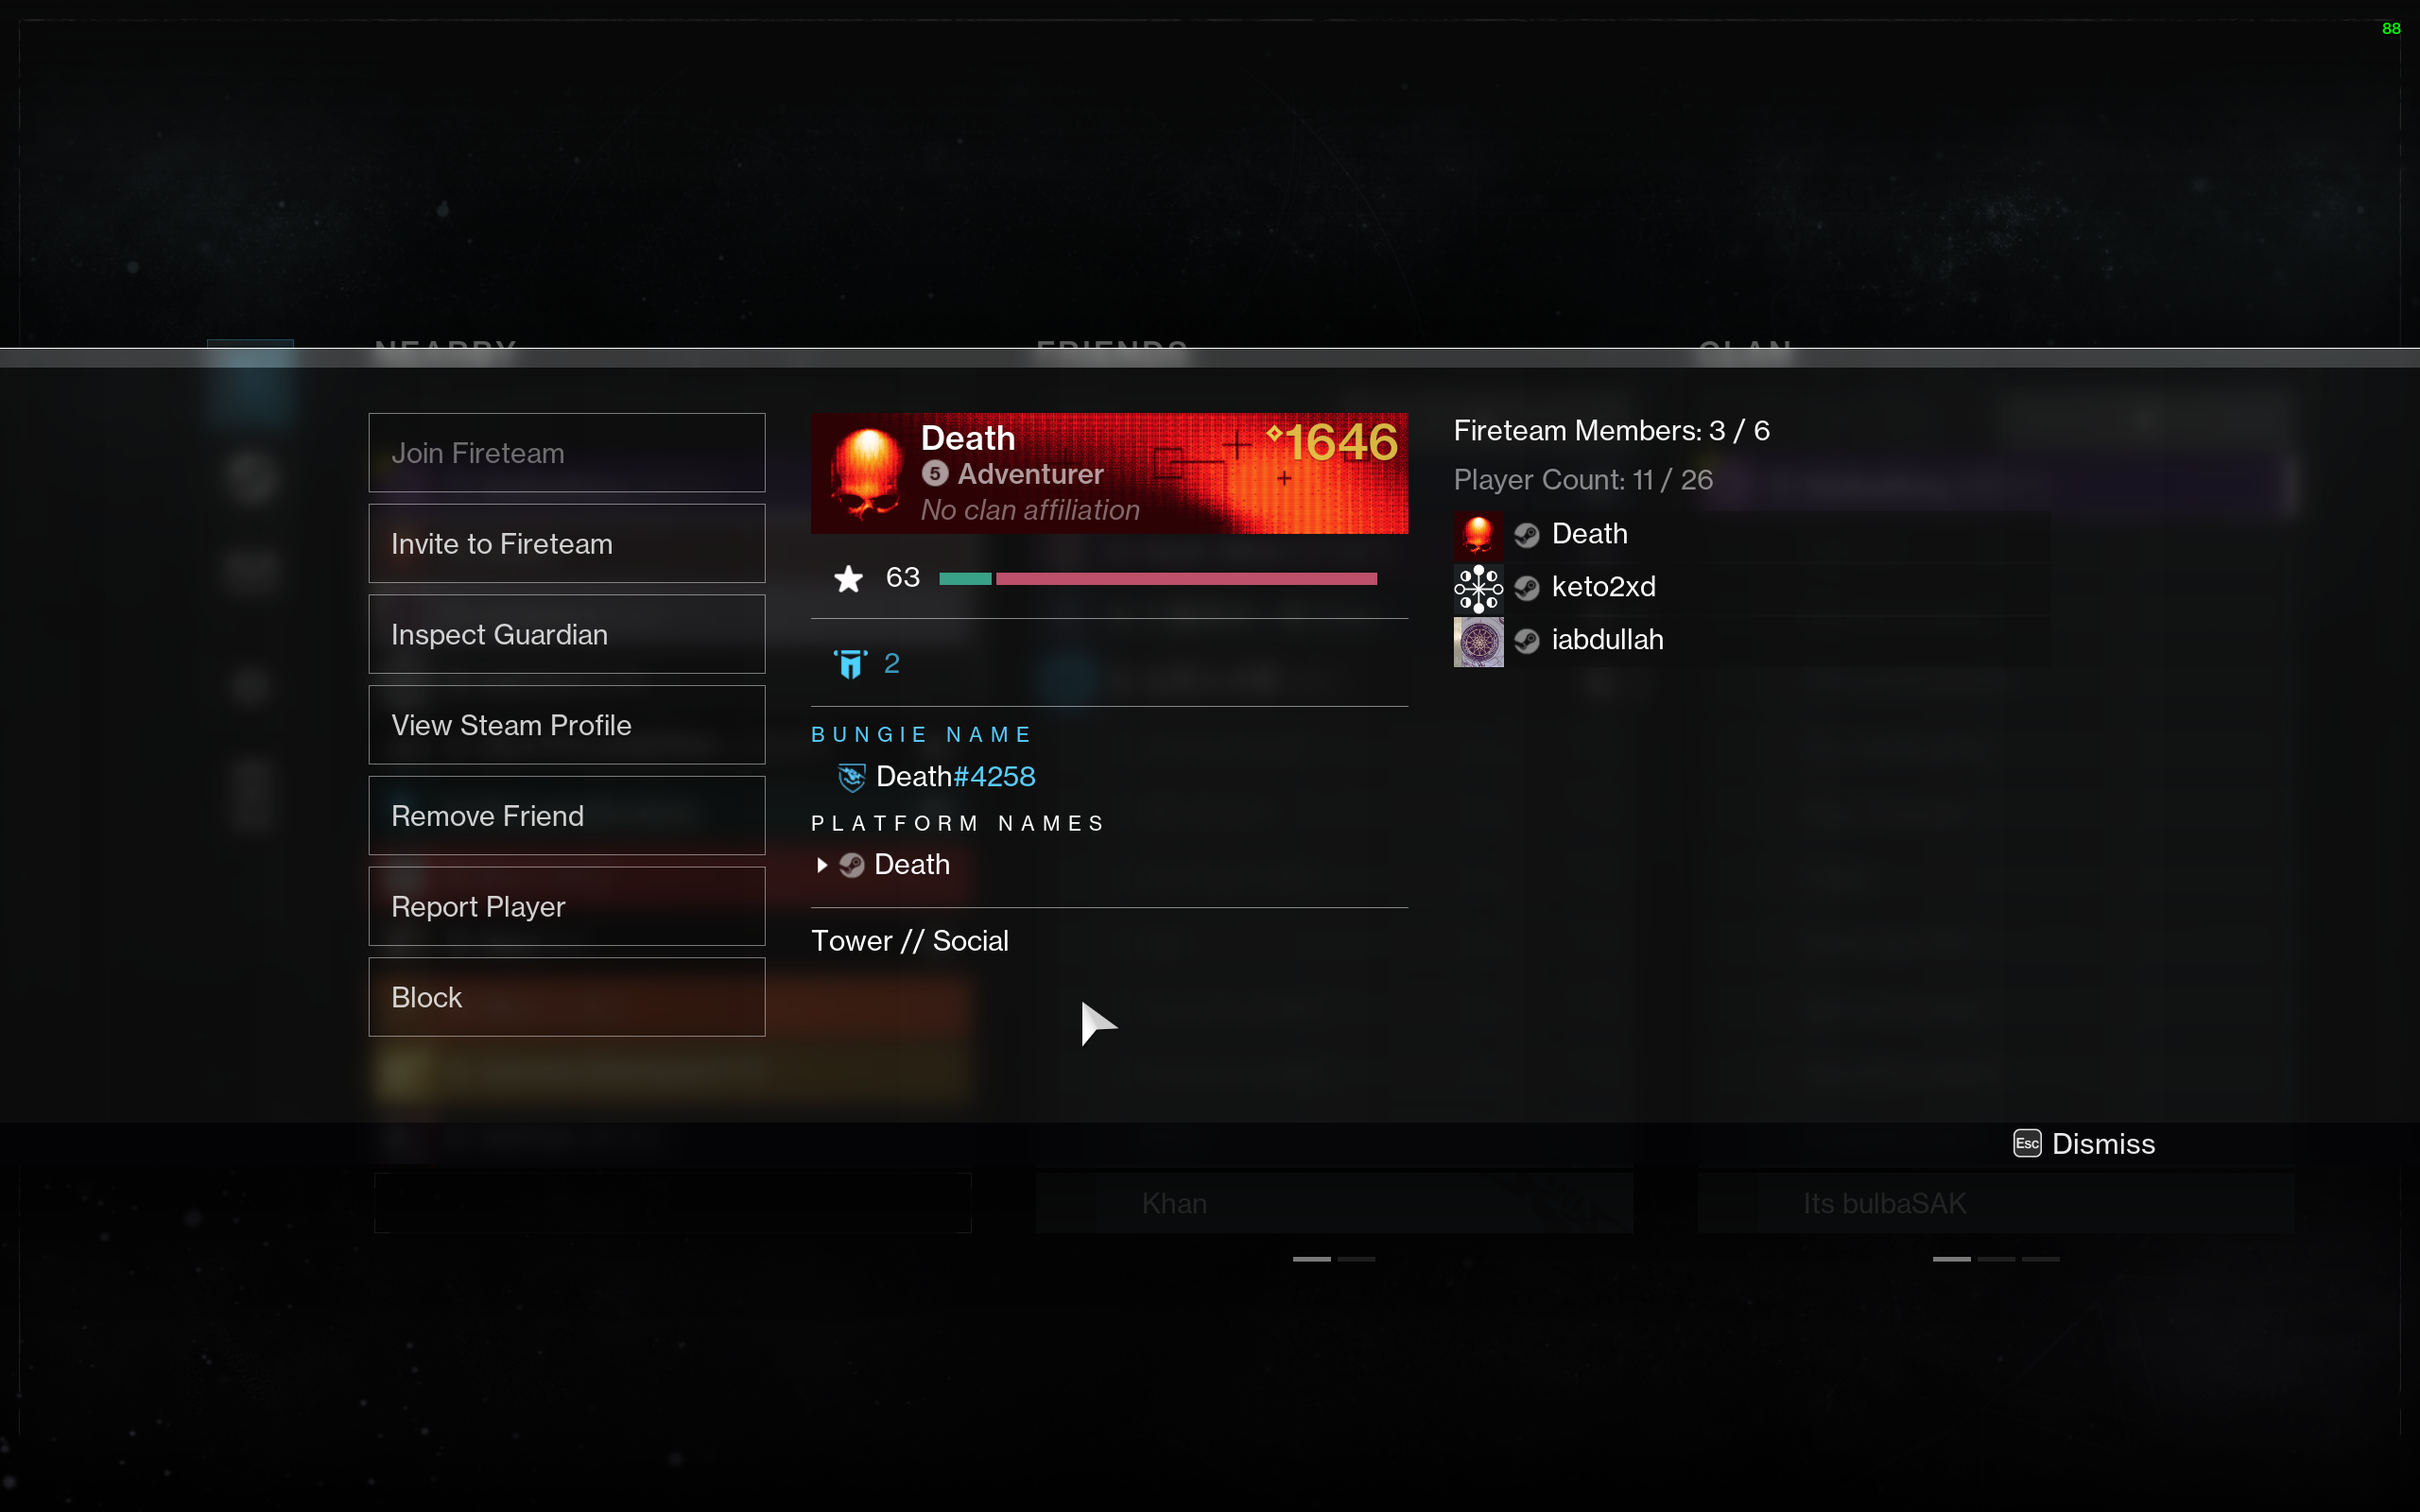 88
NEARBY
FRIENDS
CLAN
Join Fireteam
Invite to Fireteam
Inspect Guardian
View Steam Profile
Remove Friend
Report Player
Block
Death
1646
5 Adventurer
No clan affiliation
63
2
BUNGIE NAME
Death#4258
PLATFORM NAMES
Death
Tower // Social
Fireteam Members: 3 / 6
Player Count: 11 / 26
Death
keto2xd
iabdullah
Esc Dismiss
Khan
Its bulbaSAK